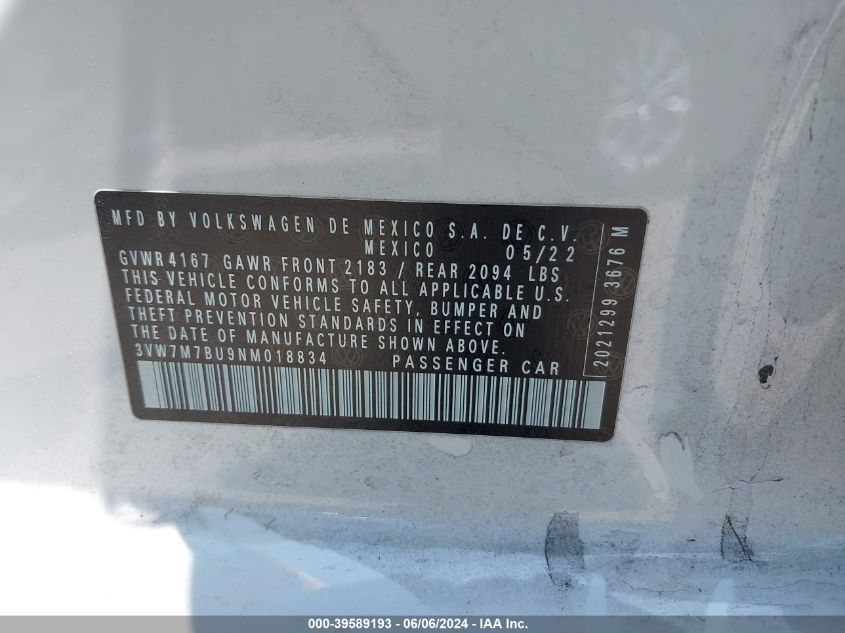 MFD BY VOLKSWAGEN DE MEXICO S.A. DE C.V.
MEXICO 05/22
GVWR 4167 GAWR FRONT 2183 / REAR 2094 LBS
THIS VEHICLE CONFORMS TO ALL APPLICABLE U.S.
FEDERAL MOTOR VEHICLE SAFETY, BUMPER AND
THEFT PREVENTION STANDARDS IN EFFECT ON
THE DATE OF MANUFACTURE SHOWN ABOVE.
3VW7M7BU9NM018834 PASSENGER CAR
2021299 3676 M
000-39589193 - 06/06/2024 - IAA Inc.